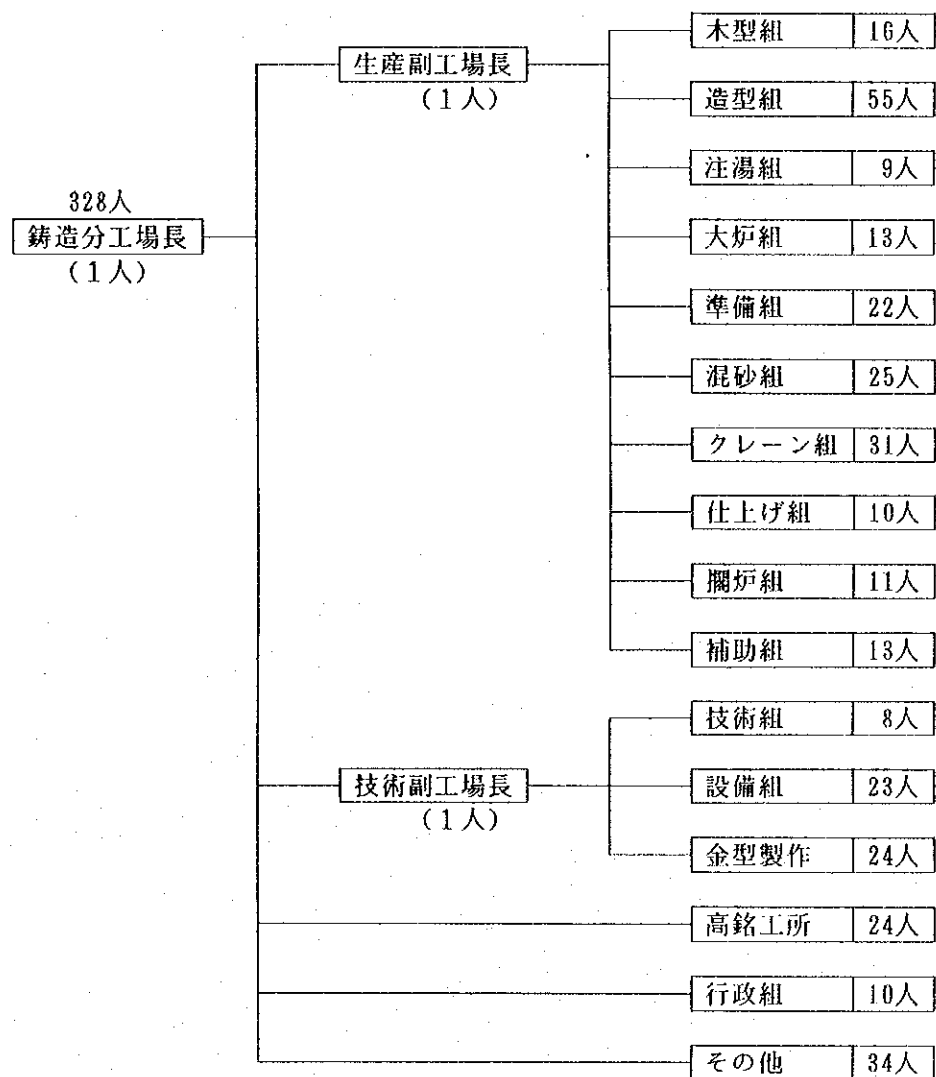 木型組 16人
生産副工場長
(1人)
造型組 55人
注湯組 9人
328人
鋳造分工場長
(1人)
大炉組 13人
準備組 22人
混砂組 25人
クレーン組 31人
仕上げ組 10人
擱炉組 11人
補助組 13人
技術組 8人
技術副工場長
(1人)
設備組 23人
金型製作 24人
高銘工所 24人
行政組 10人
その他 34人